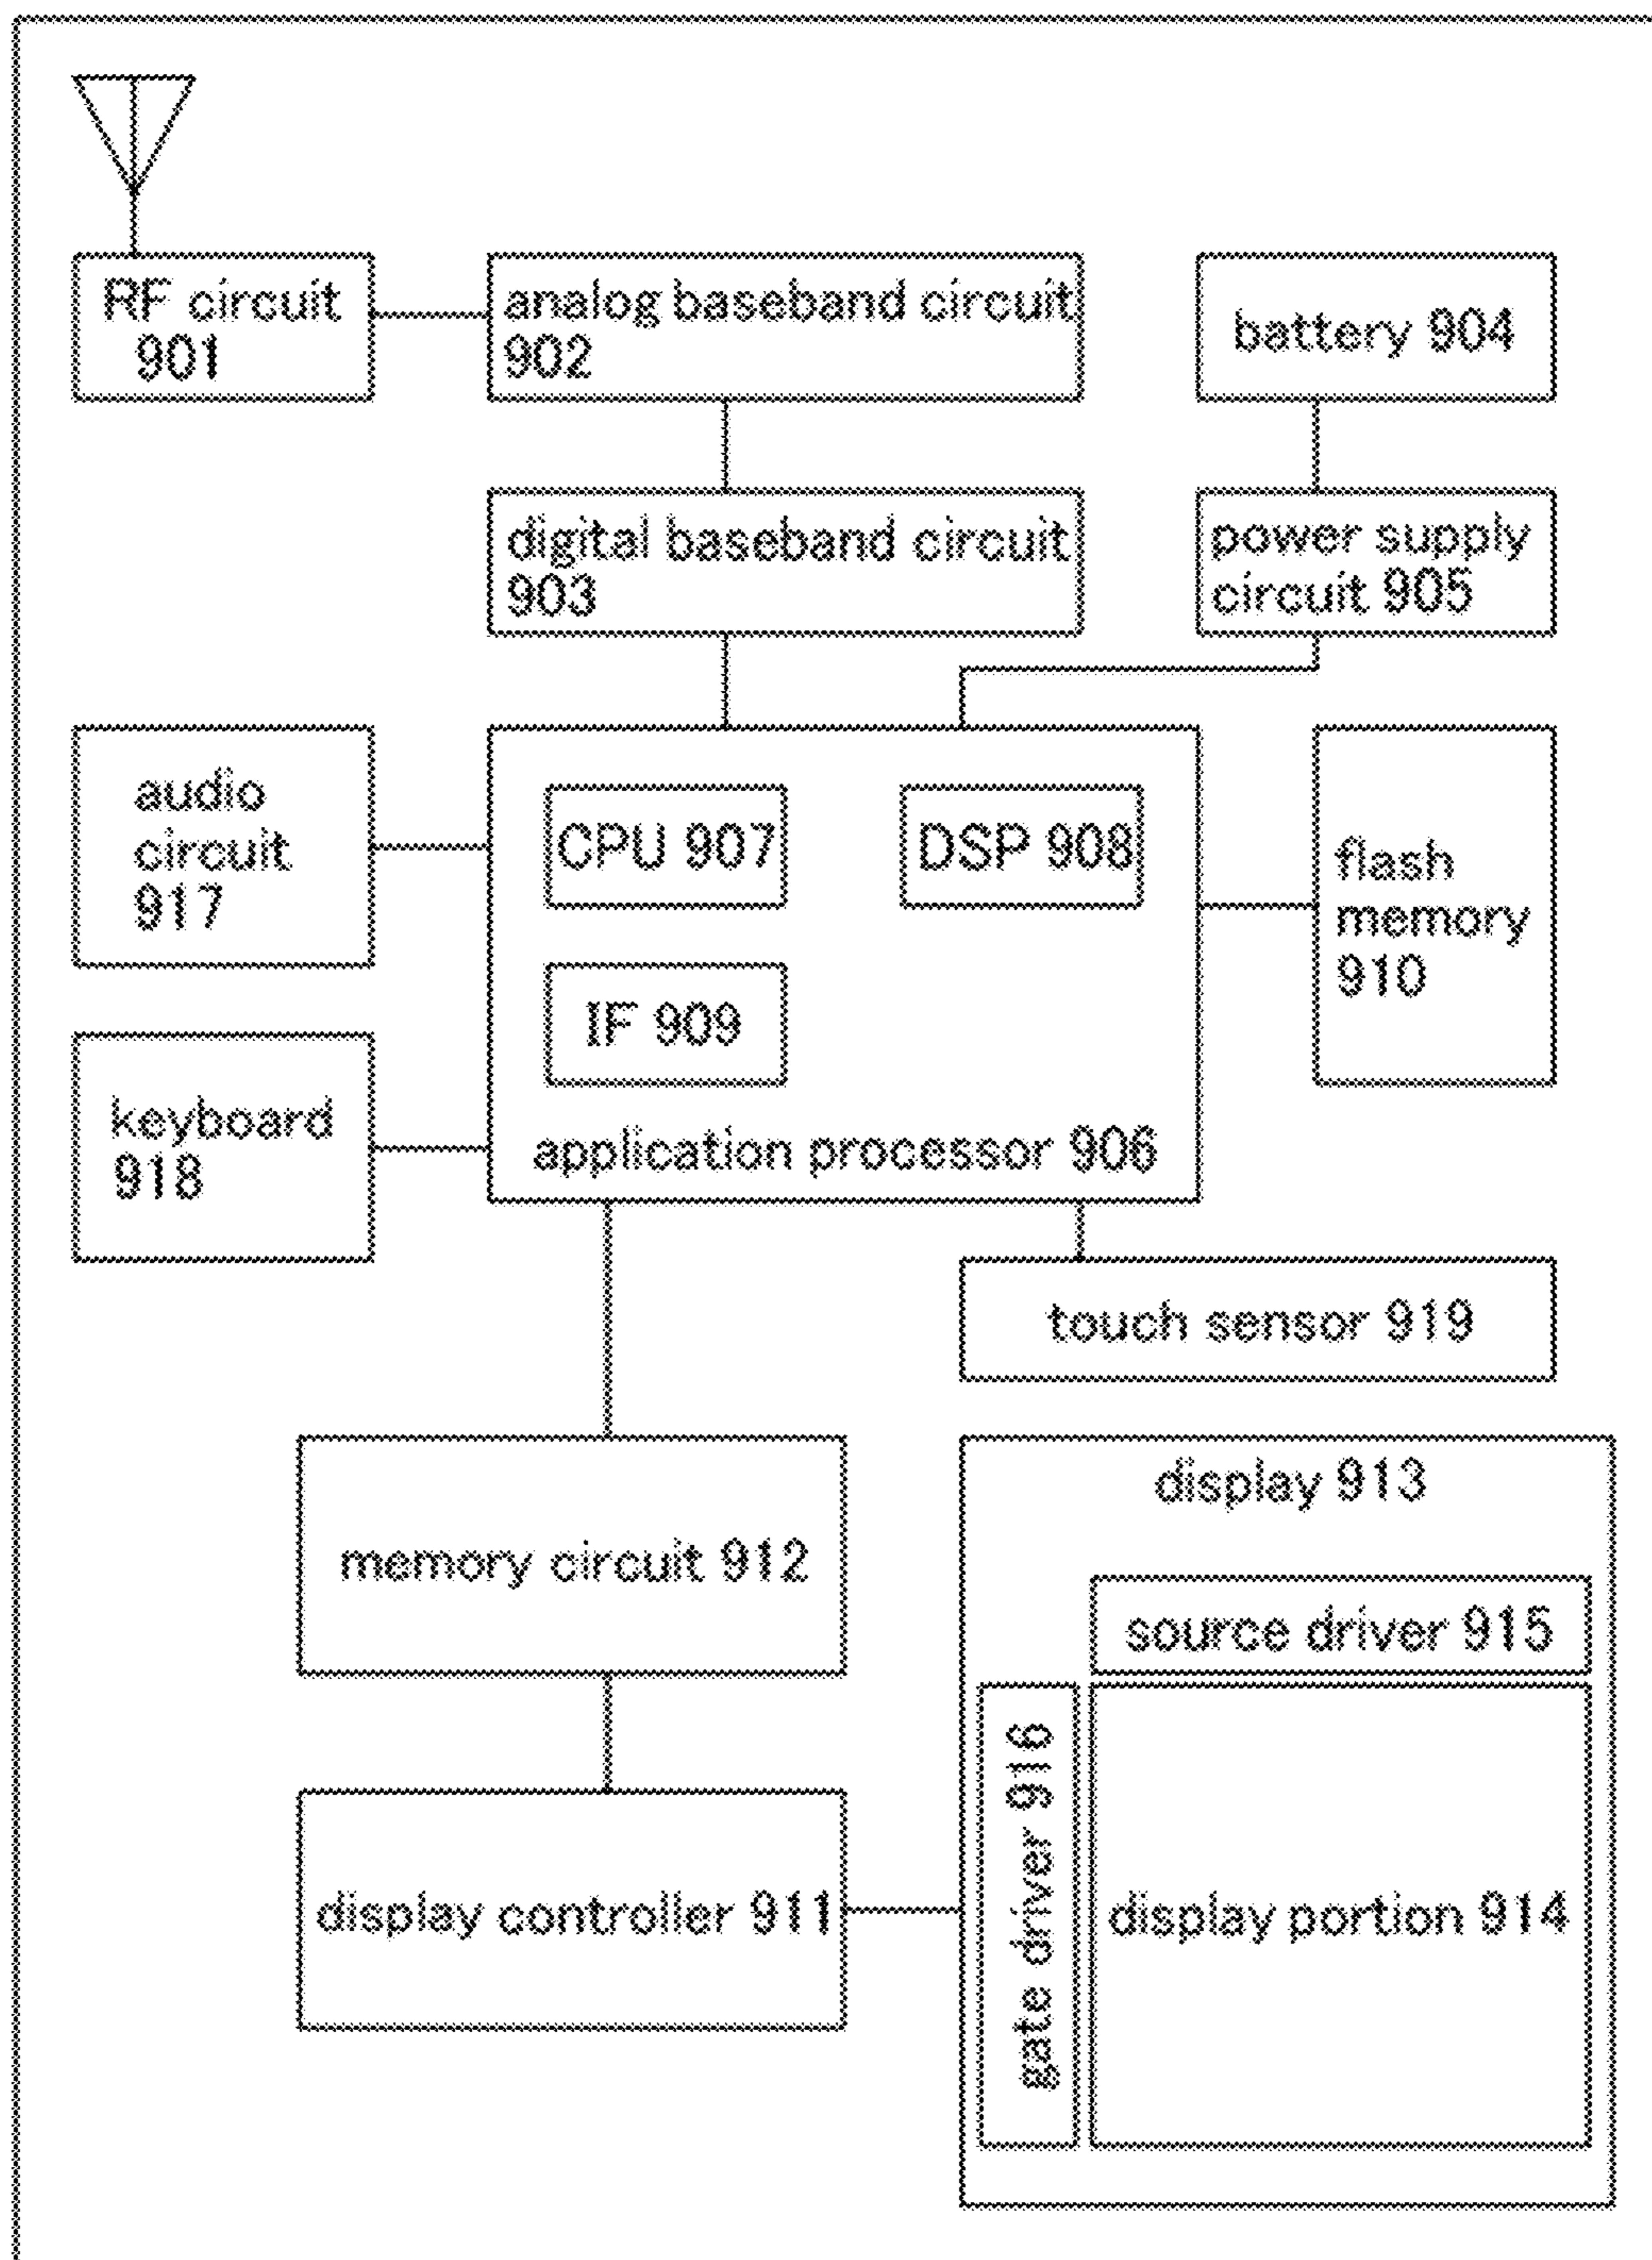 RF circuit
901
analog baseband circuit
902
battery 904
digital baseband circuit
903
power supply
circuit 905
audio
circuit
917
CPU 907
DSP 908
flash
memory
910
IF 909
keyboard
918
application processor 906
touch sensor 919
memory circuit 912
display 913
source driver 915
gate driver 916
display portion 914
display controller 911